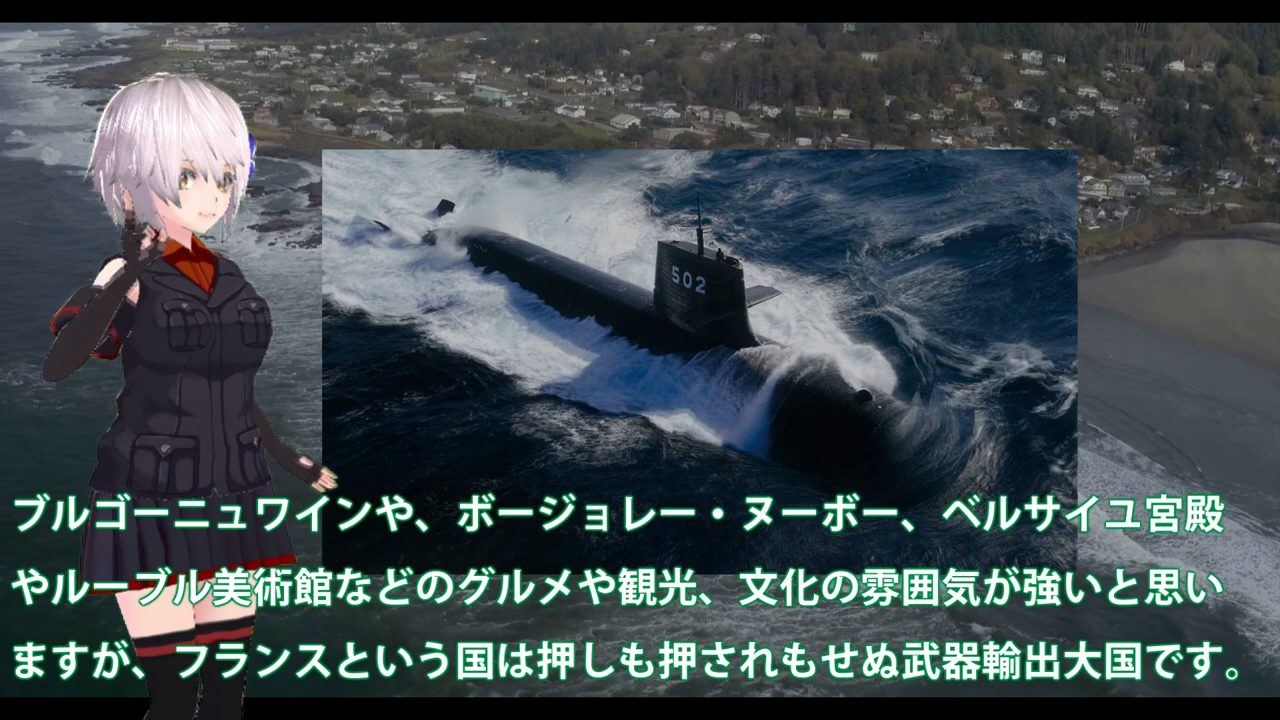 502
ブルゴーニュワインや、ボージョレー・ヌーボー、ベルサイユ宮殿
やルーブル美術館などのグルメや観光、文化の雰囲気が強いと思い
ますが、フランスという国は押しも押されもせぬ武器輸出大国です。